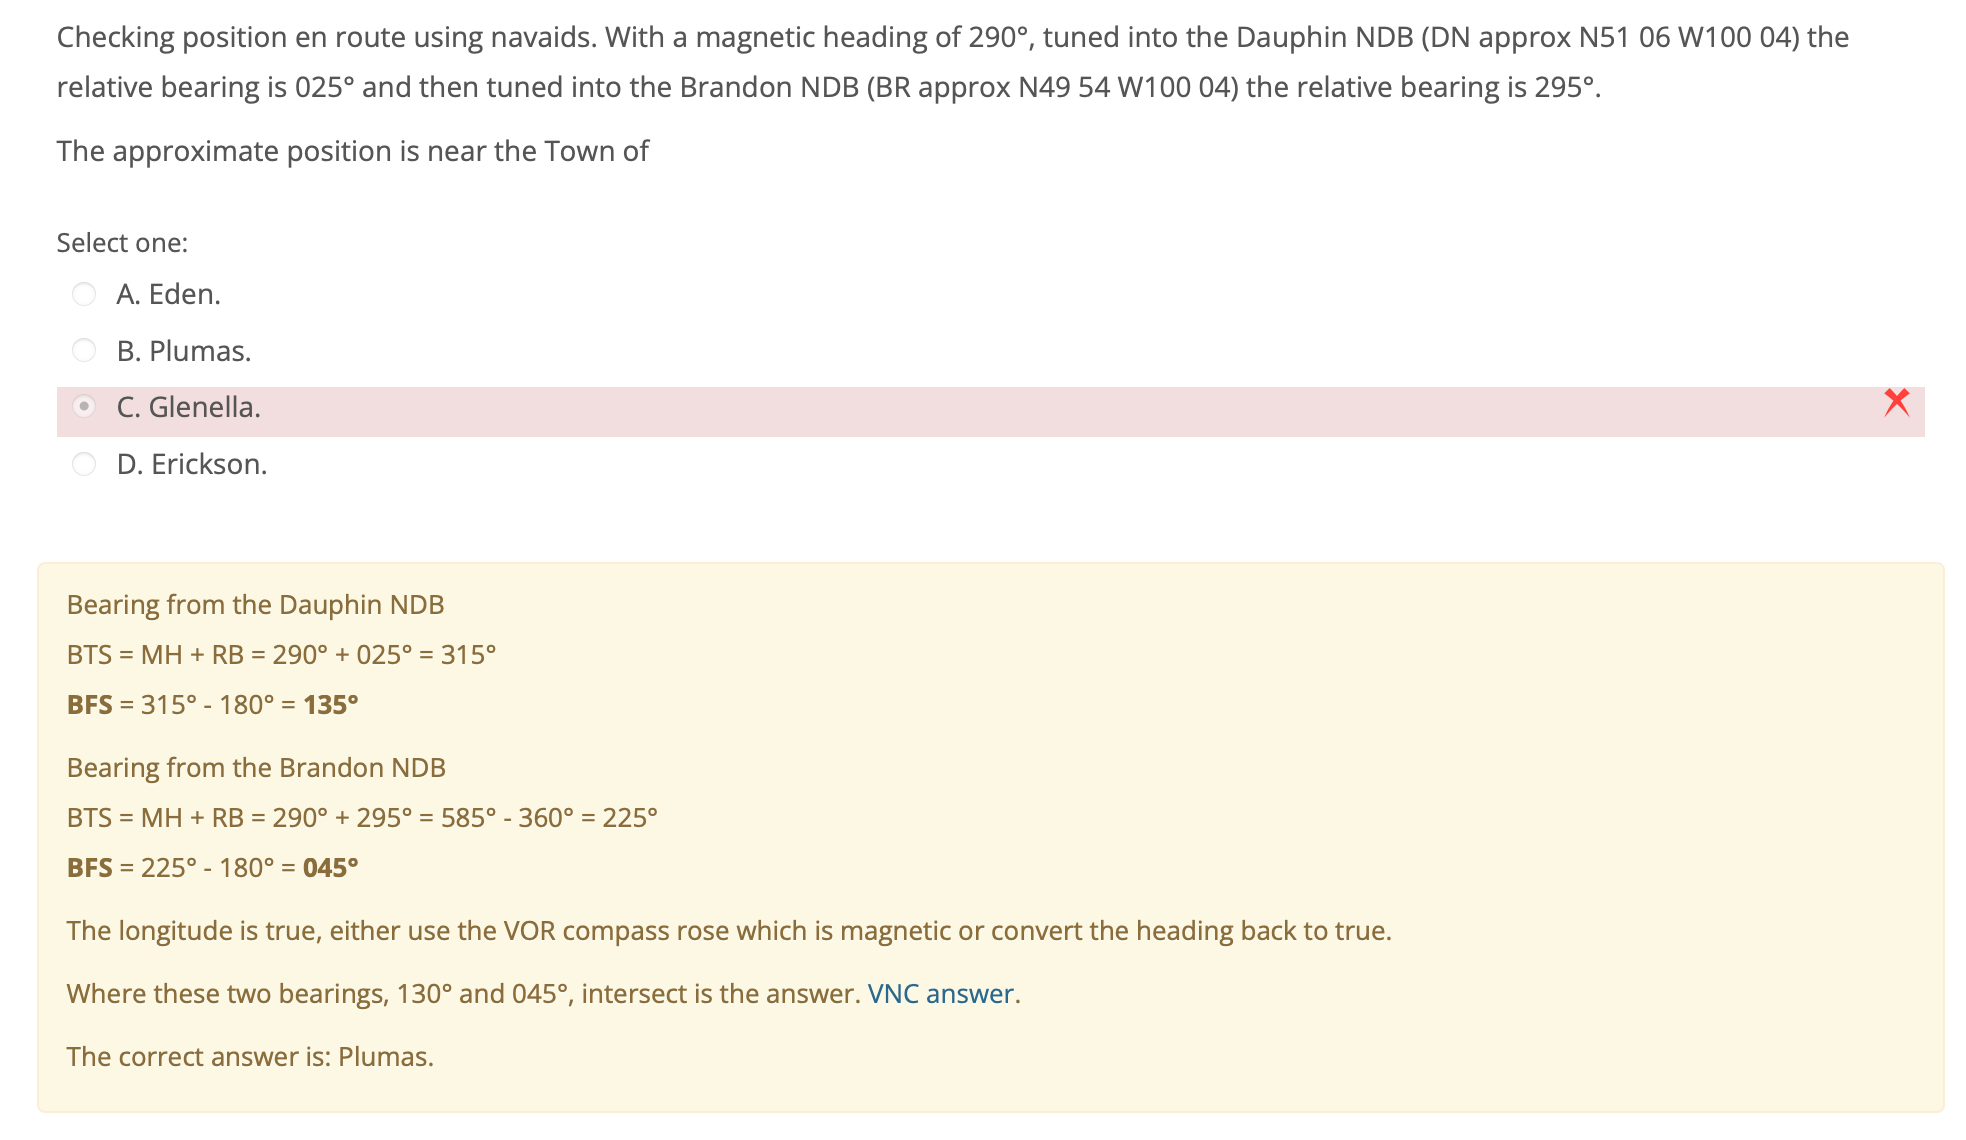 Checking position en route using navaids. With a magnetic heading of 290°, tuned into the Dauphin NDB (DN approx N51 06 W100 04) the
relative bearing is 025° and then tuned into the Brandon NDB (BR approx N49 54 W100 04) the relative bearing is 295°.
The approximate position is near the Town of
Select one:
A. Eden.
B. Plumas.
C. Glenella.
D. Erickson.
Bearing from the Dauphin NDB
BTS = MH + RB = 290° + 025° = 315°
BFS = 315° - 180° = 135°
Bearing from the Brandon NDB
BTS = MH + RB = 290° + 295° = 585° - 360° = 225°
BFS = 225° - 180° = 045°
The longitude is true, either use the VOR compass rose which is magnetic or convert the heading back to true.
Where these two bearings, 130° and 045°, intersect is the answer. VNC answer.
The correct answer is: Plumas.